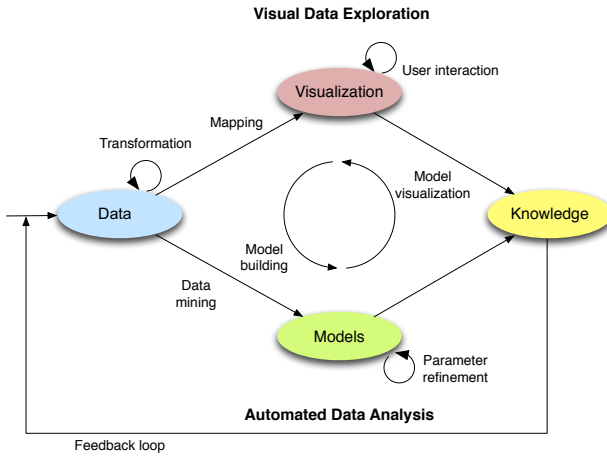 Visual Data Exploration
User interaction
Visualization
Mapping
Transformation
Model
visualization
Data
Knowledge
Model
building
Data
mining
Models
Parameter
refinement
Automated Data Analysis
Feedback loop